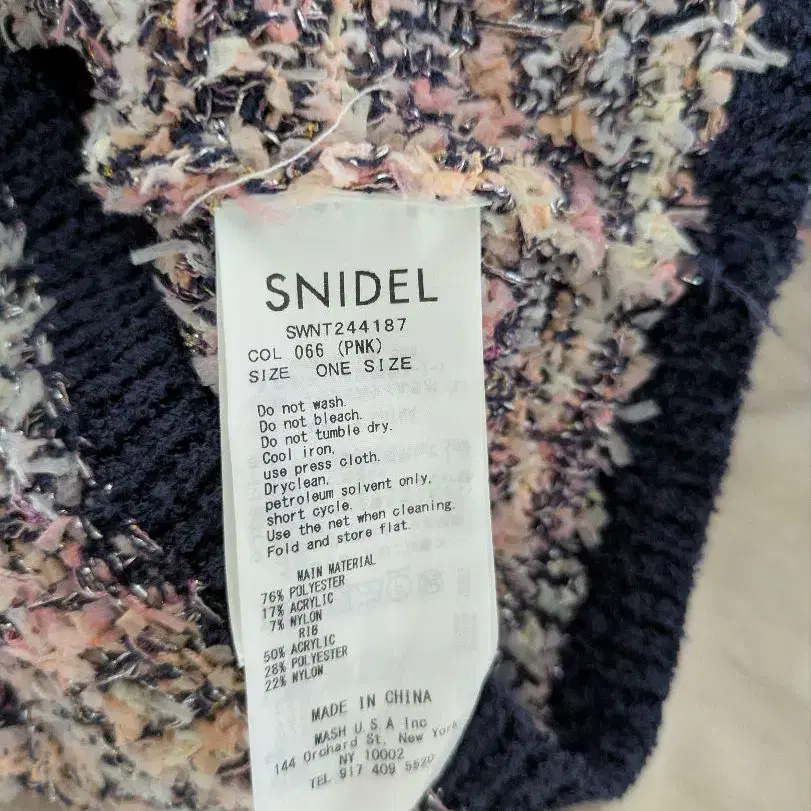 SNIDEL
SWNT244187
COL 066 (PNK)
SIZE ONE SIZE
Do not wash.
Do not bleach.
Do not tumble dry.
Cool iron,
use press cloth.
Dryclean,
petroleum solvent only,
short cycle.
Use the net when cleaning.
Fold and store flat.
MAIN MATERIAL
76% POLYESTER
17% ACRYLIC
7% NYLON
RIB
50% ACRYLIC
28% POLYESTER
22% NYLON
MADE IN CHINA
MASH U.S.A Inc
144 Orchard St, New York
NY 10002
TEL 917 409 5520